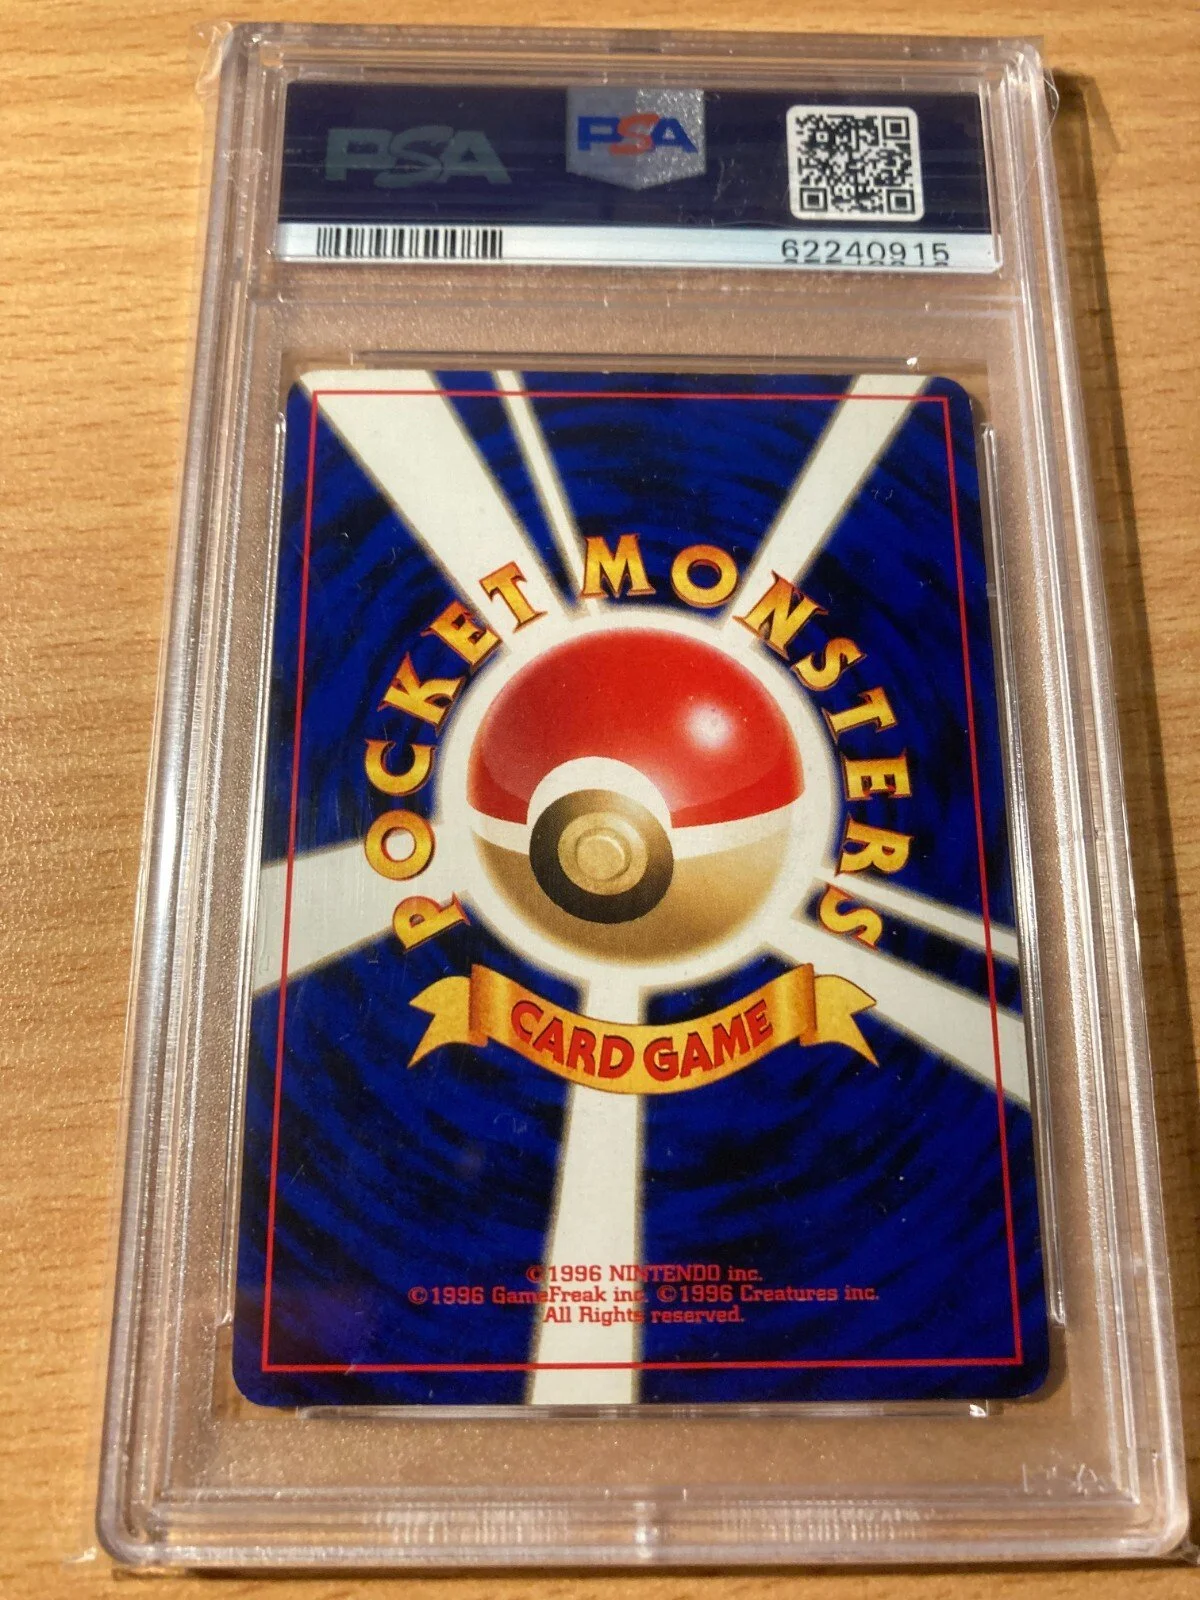 PSA
PSA
62240915
POCKET MONSTERS
CARD GAME
©1996 NINTENDO inc.
©1996 GameFreak inc. ©1996 Creatures inc.
All Rights reserved.